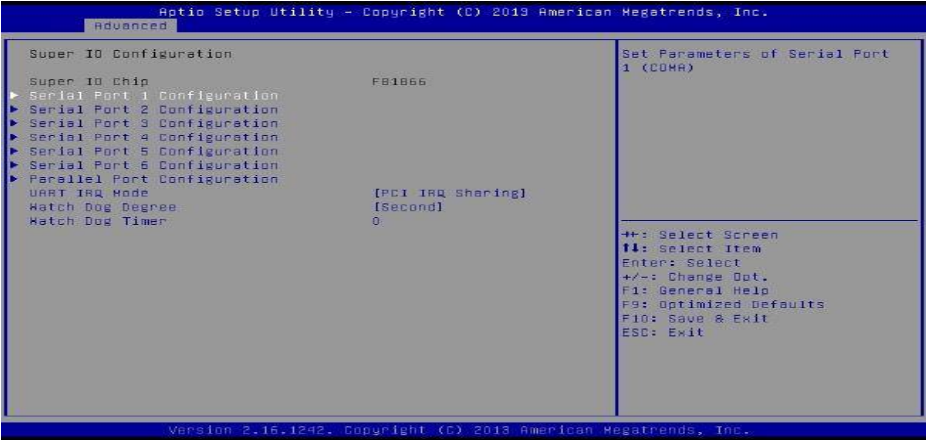 Aptio Setup Utility – Copyright (C) 2013 American Megatrends, Inc.
Advanced
Super IO Configuration
Super IO Chip F81866
► Serial Port 1 Configuration
► Serial Port 2 Configuration
► Serial Port 3 Configuration
► Serial Port 4 Configuration
► Serial Port 5 Configuration
► Serial Port 6 Configuration
► Parallel Port Configuration
UART IRQ Mode [PCI IRQ Sharing]
Watch Dog Degree [Second]
Watch Dog Timer 0
Set Parameters of Serial Port
1 (COMA)
→←: Select Screen
↑↓: Select Item
Enter: Select
+/-: Change Opt.
F1: General Help
F9: Optimized Defaults
F10: Save & Exit
ESC: Exit
Version 2.16.1242. Copyright (C) 2013 American Megatrends, Inc.